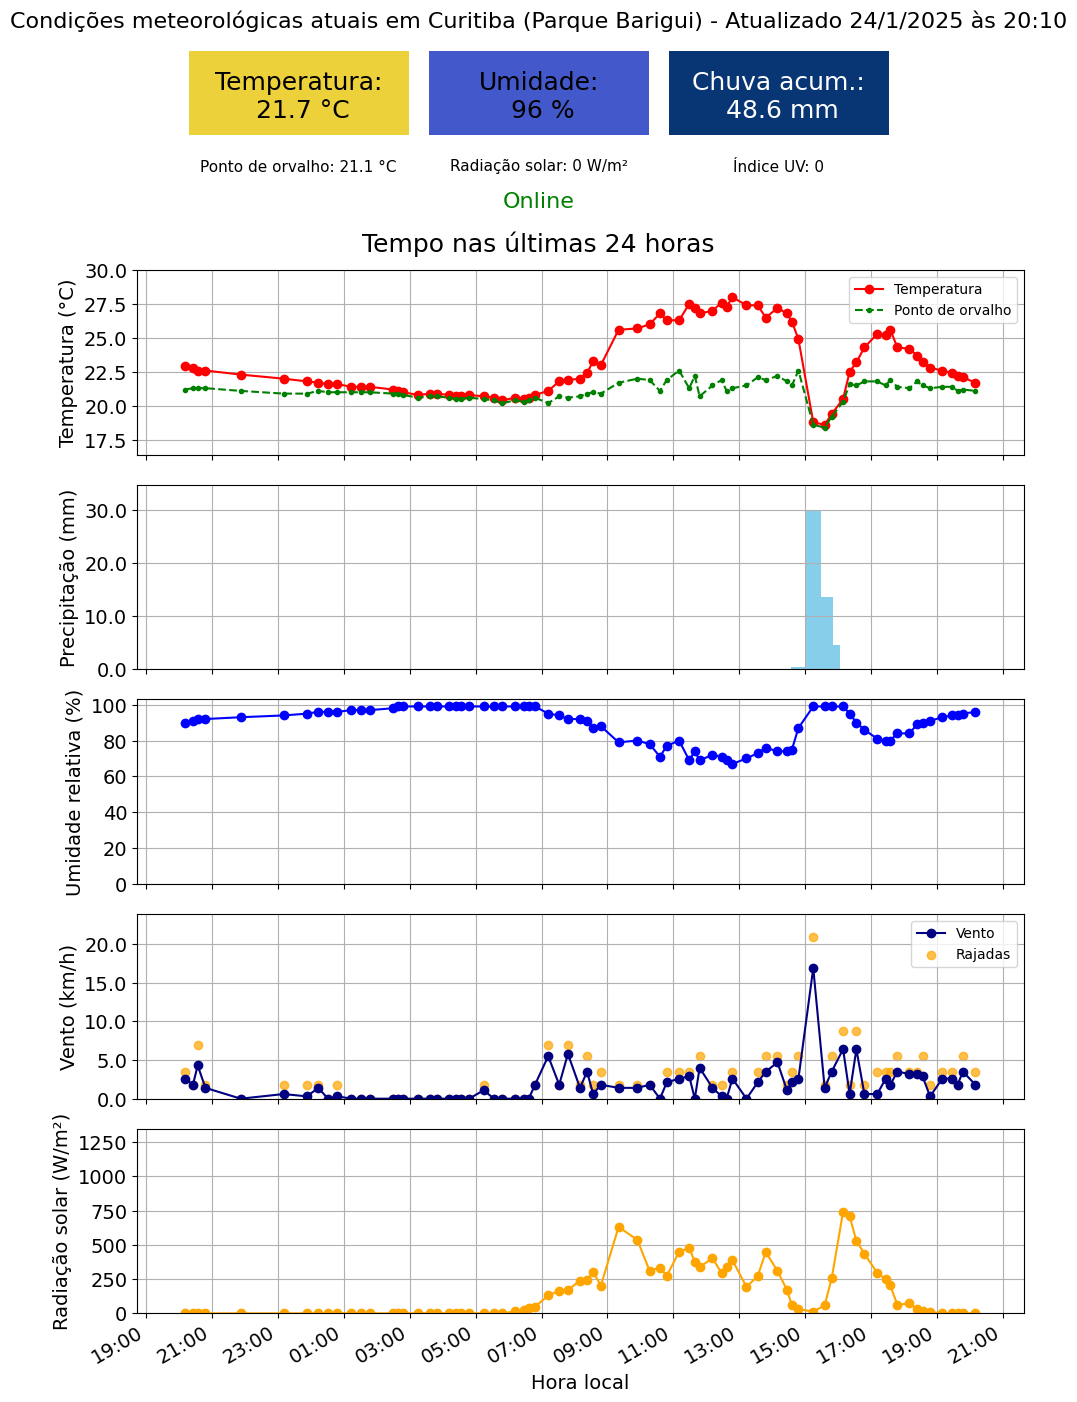 Condições meteorológicas atuais em Curitiba (Parque Barigui) - Atualizado 24/1/2025 às 20:10
Temperatura:
21.7 °C
Umidade:
96 %
Chuva acum.:
48.6 mm
Ponto de orvalho: 21.1 °C
Radiação solar: 0 W/m²
Índice UV: 0
Online
Tempo nas últimas 24 horas
Temperatura (°C)
30.0
27.5
25.0
22.5
20.0
17.5
Temperatura
Ponto de orvalho
Precipitação (mm)
30.0
20.0
10.0
0.0
Umidade relativa (%)
100
80
60
40
20
0
Vento (km/h)
20.0
15.0
10.0
5.0
0.0
Vento
Rajadas
Radiação solar (W/m²)
1250
1000
750
500
250
0
19:00 21:00 23:00 01:00 03:00 05:00 07:00 09:00 11:00 13:00 15:00 17:00 19:00 21:00
Hora local